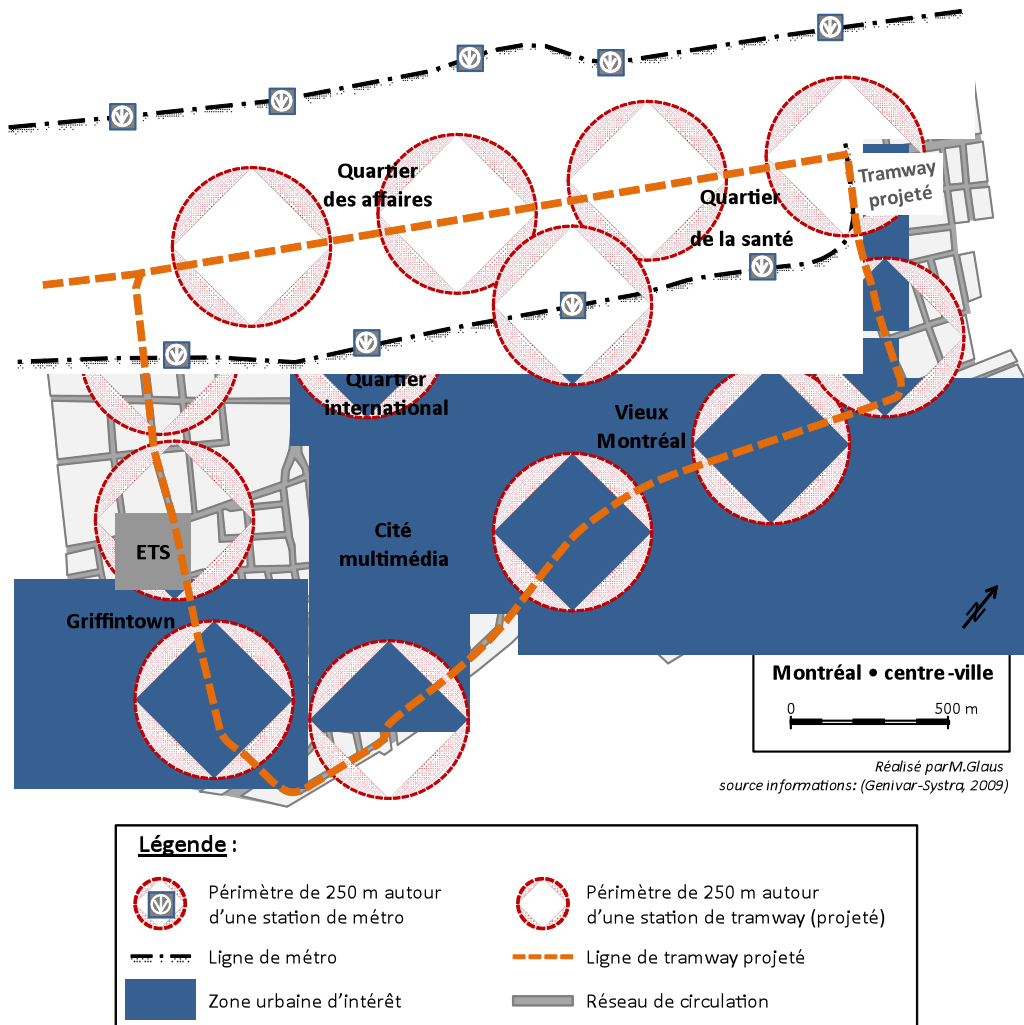 Quartier
des affaires
Tramway
projeté
Quartier
de la santé
Quartier
international
Vieux
Montréal
Cité
multimédia
ETS
Griffintown
Montréal • centre-ville
0 500 m
Réalisé parM.Glaus
source informations: (Genivar-Systra, 2009)
Légende :
Périmètre de 250 m autour
d'une station de métro
Périmètre de 250 m autour
d'une station de tramway (projeté)
Ligne de métro
Ligne de tramway projeté
Zone urbaine d'intérêt
Réseau de circulation